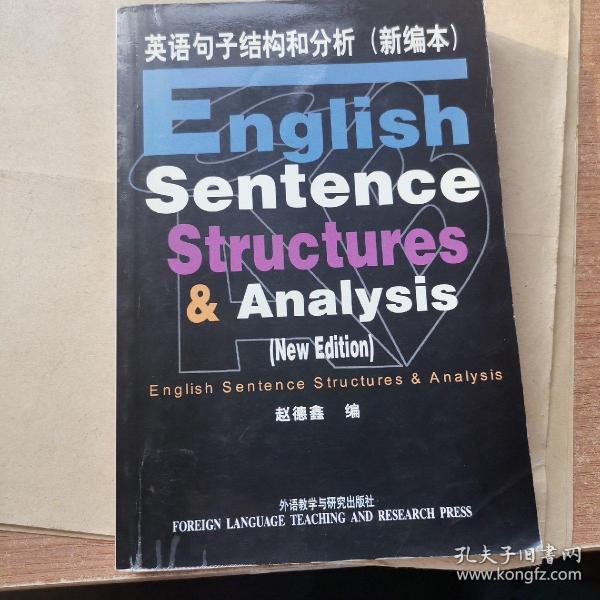 英语句子结构和分析（新编本）
English
Sentence
Structures
& Analysis
(New Edition)
English Sentence Structures & Analysis
赵德鑫 编
外语教学与研究出版社
FOREIGN LANGUAGE TEACHING AND RESEARCH PRESS
孔夫子旧书网
www.kongfz.com